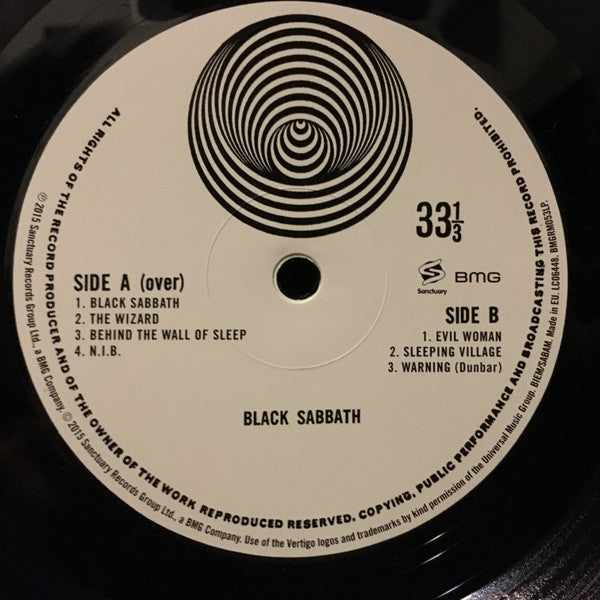 33⅓
SIDE A (over)
1. BLACK SABBATH
2. THE WIZARD
3. BEHIND THE WALL OF SLEEP
4. N.I.B.
Sanctuary
BMG
SIDE B
1. EVIL WOMAN
2. SLEEPING VILLAGE
3. WARNING (Dunbar)
BLACK SABBATH
ALL RIGHTS OF THE RECORD PRODUCER AND OF THE OWNER OF THE WORK REPRODUCED RESERVED. COPYING, PUBLIC PERFORMANCE AND BROADCASTING THIS RECORD PROHIBITED.
℗ 2015 Sanctuary Records Group Ltd., a BMG Company. © 2015 Sanctuary Records Group Ltd., a BMG Company. Use of the Vertigo logos and trademarks by kind permission of the Universal Music Group. BIEM/SABAM. Made in EU. LC06448. BMGRM053LP.